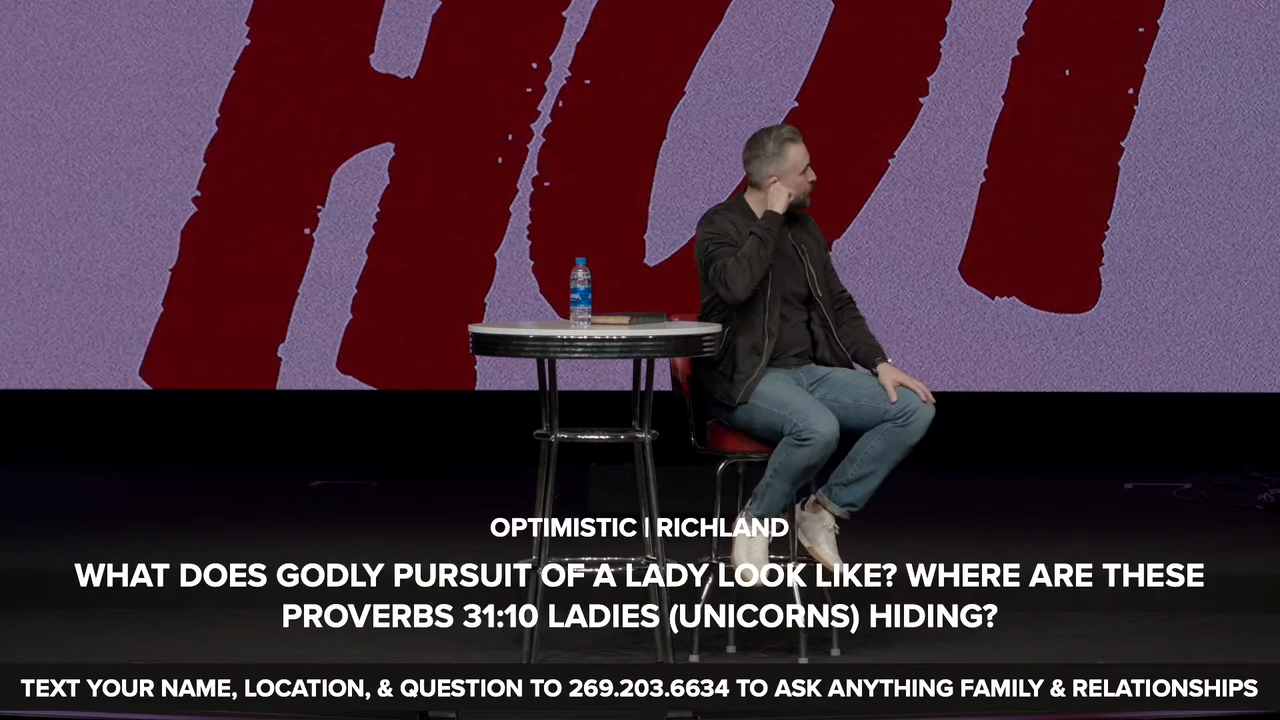 HOT
OPTIMISTIC | RICHLAND
WHAT DOES GODLY PURSUIT OF A LADY LOOK LIKE? WHERE ARE THESE
PROVERBS 31:10 LADIES (UNICORNS) HIDING?
TEXT YOUR NAME, LOCATION, & QUESTION TO 269.203.6634 TO ASK ANYTHING FAMILY & RELATIONSHIPS